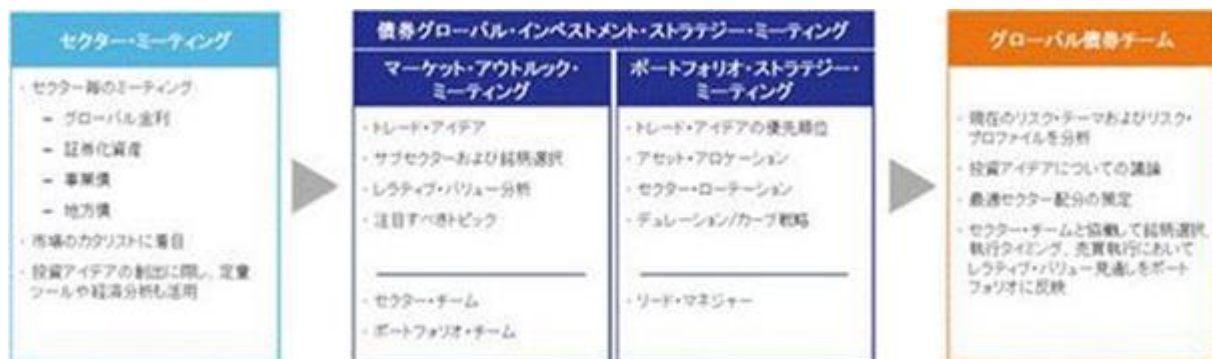 セクター・ミーティング
・ セクター毎のミーティング
－ グローバル金利
－ 証券化資産
－ 事業債
－ 地方債
・ 市場のカタリストに着目
・ 投資アイデアの創出に際し、定量
ツールや経済分析も活用
債券グローバル・インベストメント・ストラテジー・ミーティング
マーケット・アウトルック・
ミーティング
・ トレード・アイデア
・ サブセクターおよび銘柄選択
・ レラティブ・バリュー分析
・ 注目すべきトピック
・ セクター・チーム
・ ポートフォリオ・チーム
ポートフォリオ・ストラテジー・
ミーティング
・ トレード・アイデアの優先順位
・ アセット・アロケーション
・ セクター・ローテーション
・ デュレーション/カーブ戦略
・ リード・マネジャー
グローバル債券チーム
・ 現在のリスク・テーマおよびリスク・
プロファイルを分析
・ 投資アイデアについての議論
・ 最適セクター配分の策定
・ セクター・チームと協働して銘柄選択、
執行タイミング、売買執行において
レラティブ・バリュー見通しをポート
フォリオに反映